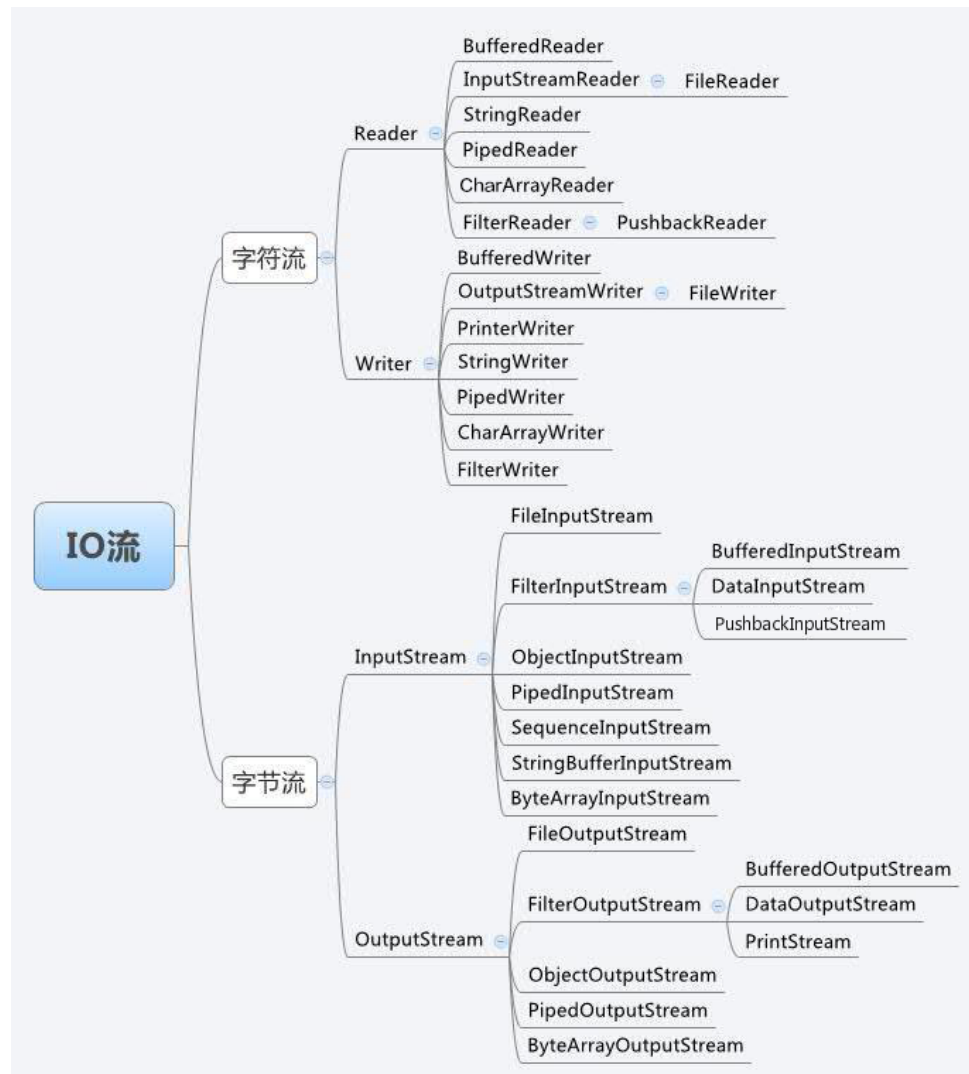 BufferedReader
InputStreamReader
FileReader
StringReader
Reader
PipedReader
CharArrayReader
FilterReader
PushbackReader
字符流
BufferedWriter
OutputStreamWriter
FileWriter
PrinterWriter
Writer
StringWriter
PipedWriter
CharArrayWriter
FilterWriter
IO流
FileInputStream
FilterInputStream
BufferedInputStream
DataInputStream
PushbackInputStream
InputStream
ObjectInputStream
PipedInputStream
SequenceInputStream
StringBufferInputStream
ByteArrayInputStream
字节流
FileOutputStream
FilterOutputStream
BufferedOutputStream
DataOutputStream
PrintStream
OutputStream
ObjectOutputStream
PipedOutputStream
ByteArrayOutputStream